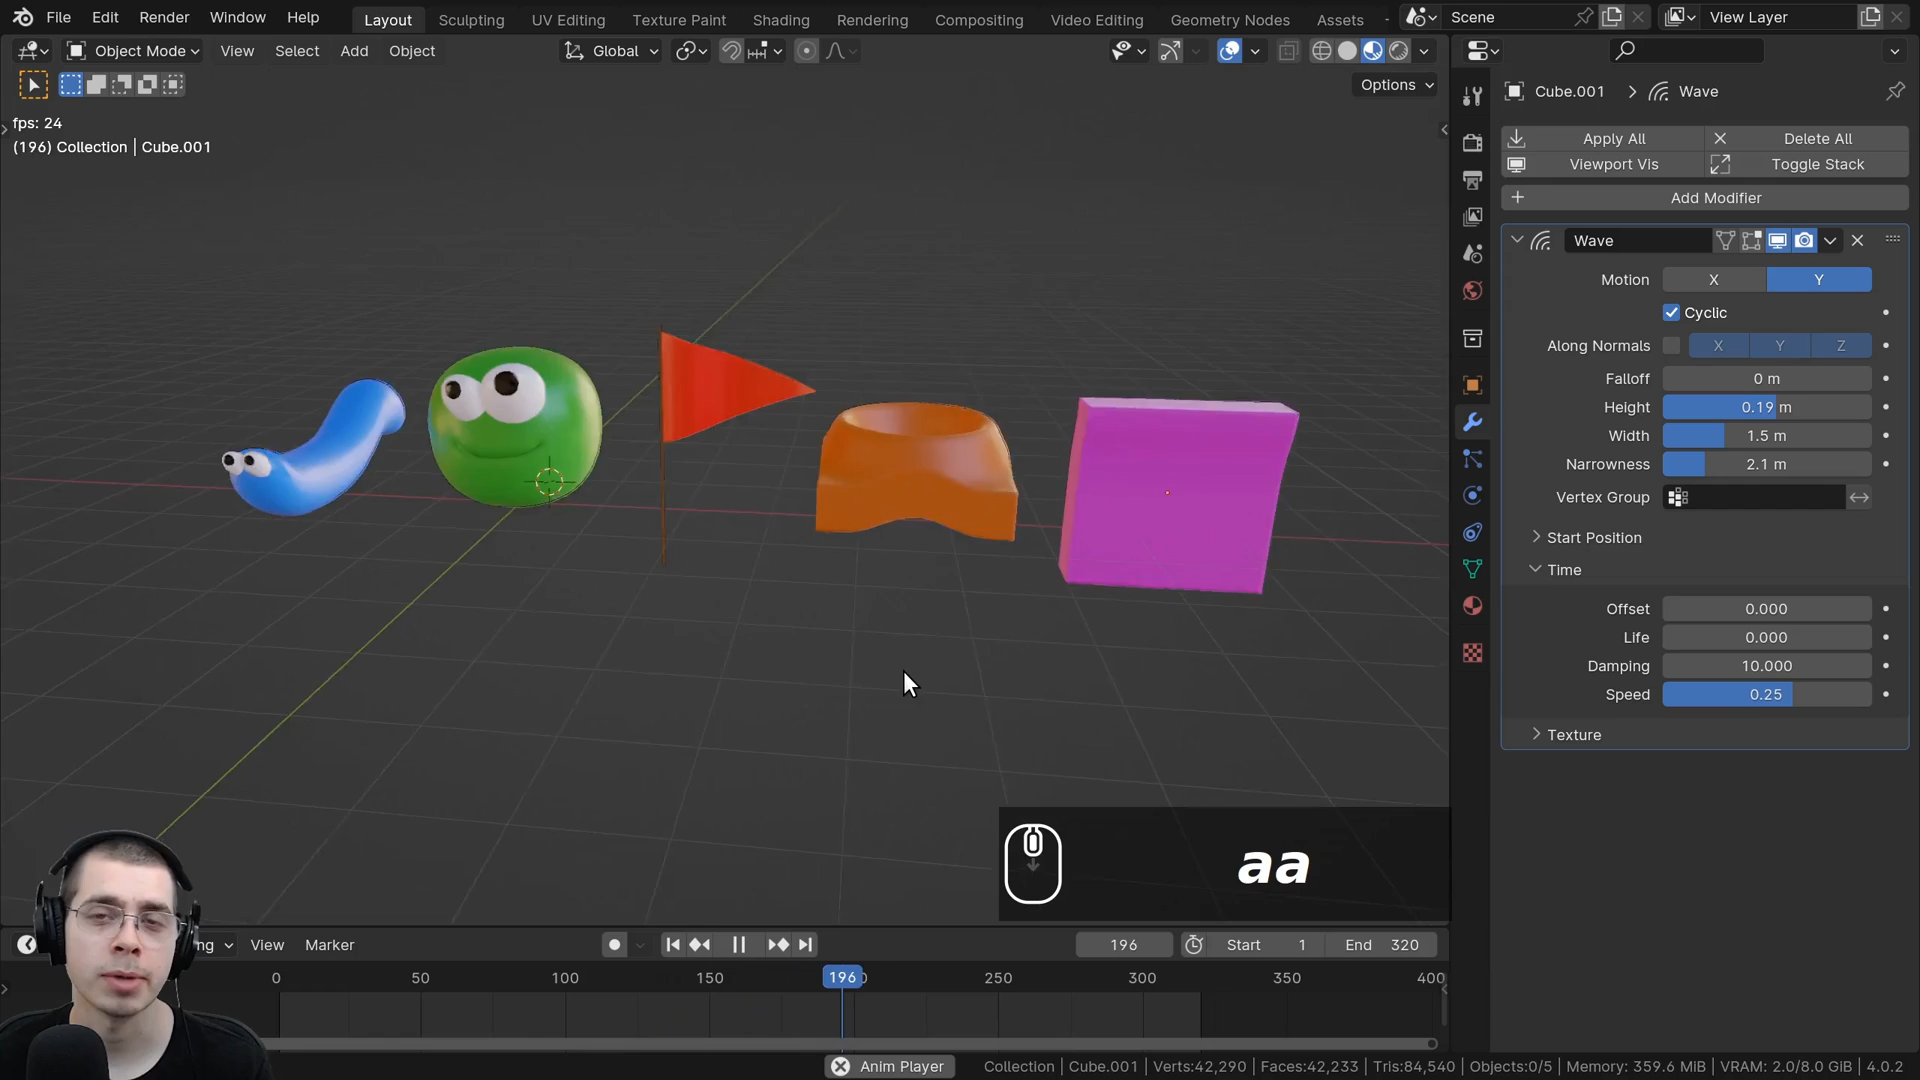 File Edit Render Window Help Layout Sculpting UV Editing Texture Paint Shading Rendering Compositing Video Editing Geometry Nodes Assets Scene View Layer
Object Mode View Select Add Object Global
Options
fps: 24
(196) Collection | Cube.001
Cube.001 Wave
Apply All Delete All
Viewport Vis Toggle Stack
Add Modifier
Wave
Motion X Y
Cyclic
Along Normals X Y Z
Falloff 0 m
Height 0.19 m
Width 1.5 m
Narrowness 2.1 m
Vertex Group
Start Position
Time
Offset 0.000
Life 0.000
Damping 10.000
Speed 0.25
Texture
aa
ng View Marker 196 Start 1 End 320
0 50 100 150 196 250 300 350 400
Anim Player Collection | Cube.001 | Verts:42,290 | Faces:42,233 | Tris:84,540 | Objects:0/5 | Memory: 359.6 MiB | VRAM: 2.0/8.0 GiB | 4.0.2